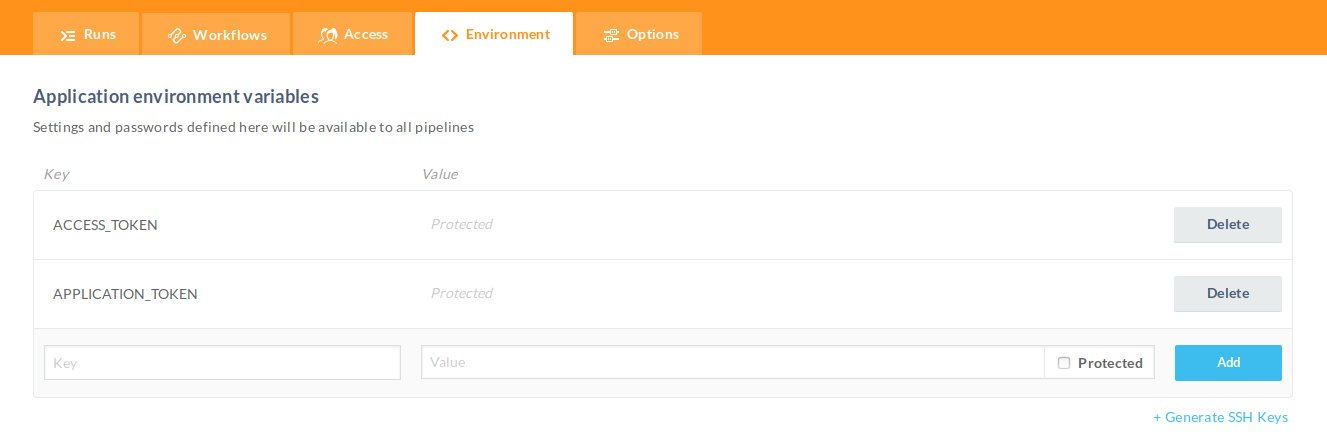 Runs Workflows Access Environment Options
Application environment variables
Settings and passwords defined here will be available to all pipelines
Key Value
ACCESS_TOKEN Protected Delete
APPLICATION_TOKEN Protected Delete
Key Value Protected Add
+ Generate SSH Keys